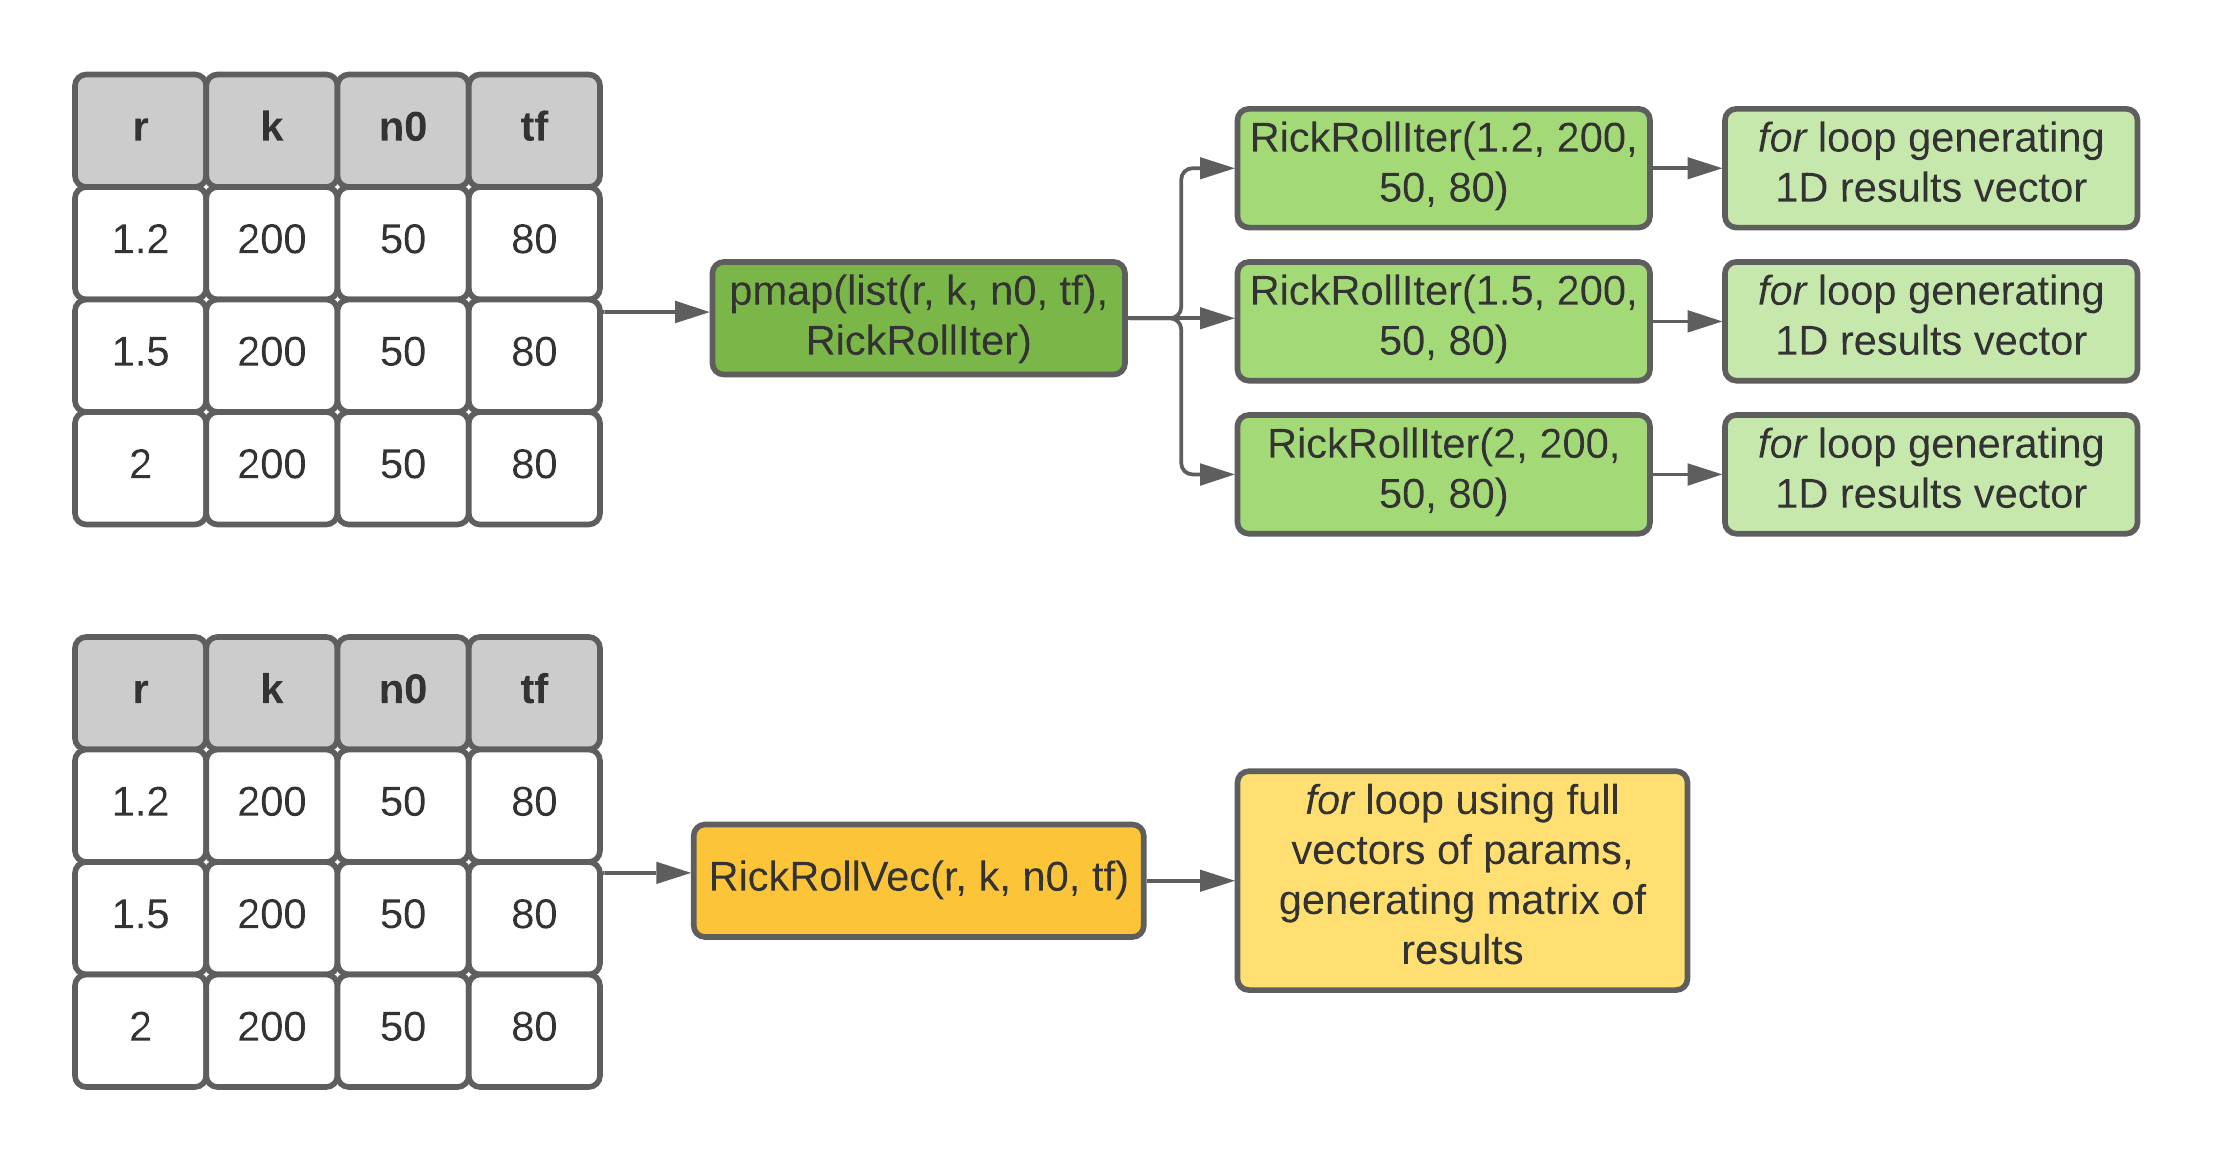 r k n0 tf
1.2 200 50 80
1.5 200 50 80
2 200 50 80
pmap(list(r, k, n0, tf),
RickRollIter)
RickRollIter(1.2, 200,
50, 80)
for loop generating
1D results vector
RickRollIter(1.5, 200,
50, 80)
for loop generating
1D results vector
RickRollIter(2, 200,
50, 80)
for loop generating
1D results vector
r k n0 tf
1.2 200 50 80
1.5 200 50 80
2 200 50 80
RickRollVec(r, k, n0, tf)
for loop using full
vectors of params,
generating matrix of
results